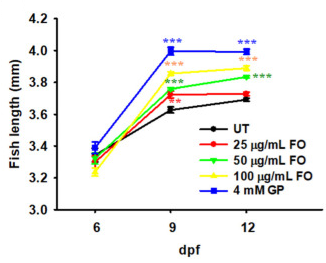 4.2
4.0
3.8
3.6
3.4
3.2
3.0
Fish length (mm)
***
***
***
***
***
***
**
UT
25 µg/mL FO
50 µg/mL FO
100 µg/mL FO
4 mM GP
6
9
12
dpf